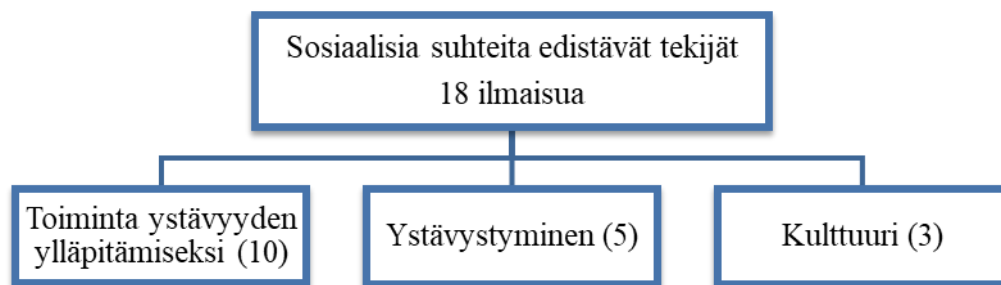 Sosiaalisia suhteita edistävät tekijät
18 ilmaisua
Toiminta ystävyyden
ylläpitämiseksi (10)
Ystävystyminen (5)
Kulttuuri (3)